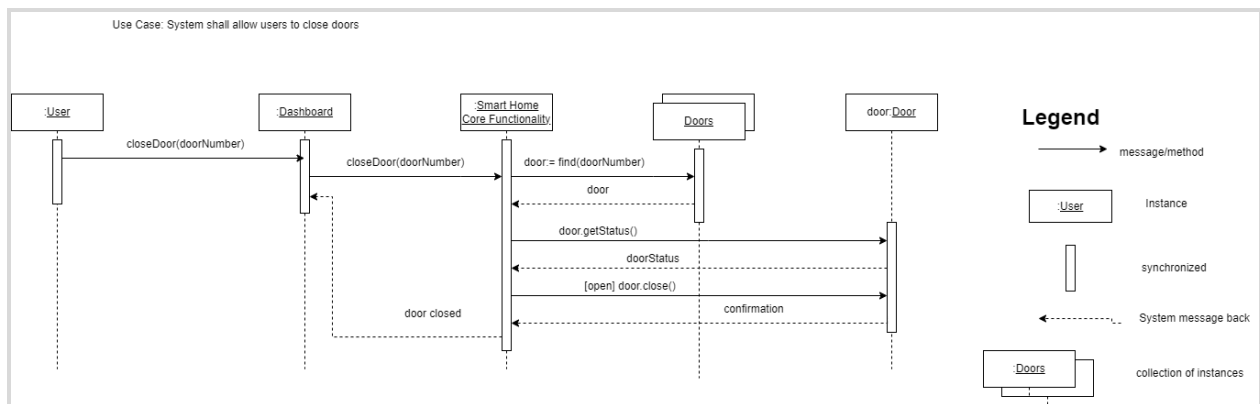 Use Case: System shall allow users to close doors
:User
:Dashboard
:Smart Home
Core Functionality
Doors
door:Door
closeDoor(doorNumber)
closeDoor(doorNumber)
door:= find(doorNumber)
door
door.getStatus()
doorStatus
[open] door.close()
confirmation
door closed
Legend
message/method
:User
Instance
synchronized
System message back
:Doors
collection of instances